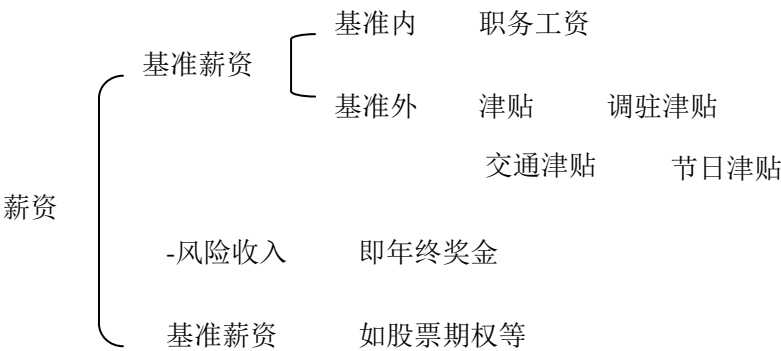 基准内 职务工资
基准薪资
基准外 津贴 调驻津贴
交通津贴 节日津贴
薪资
-风险收入 即年终奖金
基准薪资 如股票期权等